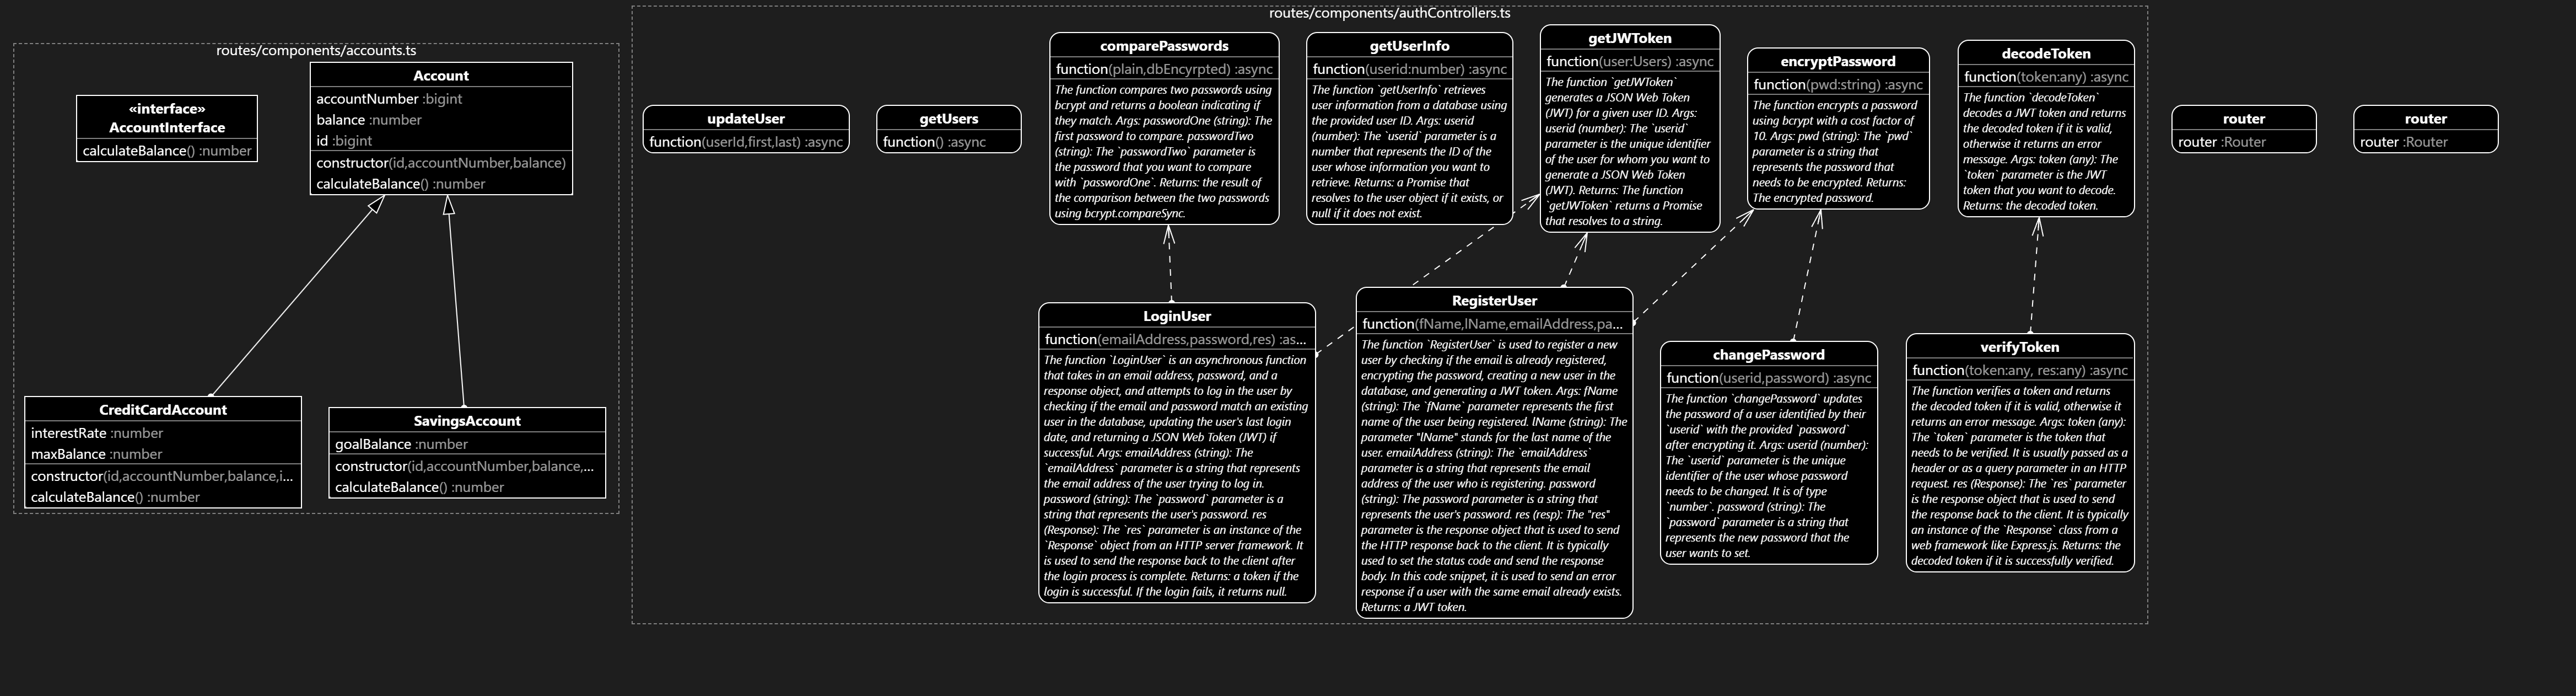 routes/components/accounts.ts
«interface»
AccountInterface
calculateBalance() :number
Account
accountNumber :bigint
balance :number
id :bigint
constructor(id,accountNumber,balance)
calculateBalance() :number
CreditCardAccount
interestRate :number
maxBalance :number
constructor(id,accountNumber,balance,i...
calculateBalance() :number
SavingsAccount
goalBalance :number
constructor(id,accountNumber,balance,...
calculateBalance() :number
routes/components/authControllers.ts
updateUser
function(userId,first,last) :async
getUsers
function() :async
comparePasswords
function(plain,dbEncyrpted) :async
The function compares two passwords using
bcrypt and returns a boolean indicating if
they match. Args: passwordOne (string): The
first password to compare. passwordTwo
(string): The `passwordTwo` parameter is
the password that you want to compare
with `passwordOne`. Returns: the result of
the comparison between the two passwords
using bcrypt.compareSync.
getUserInfo
function(userid:number) :async
The function `getUserInfo` retrieves
user information from a database using
the provided user ID. Args: userid
(number): The `userid` parameter is a
number that represents the ID of the
user whose information you want to
retrieve. Returns: a Promise that
resolves to the user object if it exists, or
null if it does not exist.
getJWToken
function(user:Users) :async
The function `getJWToken`
generates a JSON Web Token
(JWT) for a given user ID. Args:
userid (number): The `userid`
parameter is the unique identifier
of the user for whom you want to
generate a JSON Web Token
(JWT). Returns: The function
`getJWToken` returns a Promise
that resolves to a string.
encryptPassword
function(pwd:string) :async
The function encrypts a password
using bcrypt with a cost factor of
10. Args: pwd (string): The `pwd`
parameter is a string that
represents the password that
needs to be encrypted. Returns:
The encrypted password.
decodeToken
function(token:any) :async
The function `decodeToken`
decodes a JWT token and returns
the decoded token if it is valid,
otherwise it returns an error
message. Args: token (any): The
`token` parameter is the JWT
token that you want to decode.
Returns: the decoded token.
LoginUser
function(emailAddress,password,res) :as...
The function `LoginUser` is an asynchronous function
that takes in an email address, password, and a
response object, and attempts to log in the user by
checking if the email and password match an existing
user in the database, updating the user's last login
date, and returning a JSON Web Token (JWT) if
successful. Args: emailAddress (string): The
`emailAddress` parameter is a string that represents
the email address of the user trying to log in.
password (string): The `password` parameter is a
string that represents the user's password. res
(Response): The `res` parameter is an instance of the
`Response` object from an HTTP server framework. It
is used to send the response back to the client after
the login process is complete. Returns: a token if the
login is successful. If the login fails, it returns null.
RegisterUser
function(fName,lName,emailAddress,pa...
The function `RegisterUser` is used to register a new
user by checking if the email is already registered,
encrypting the password, creating a new user in the
database, and generating a JWT token. Args: fName
(string): The `fName` parameter represents the first
name of the user being registered. lName (string): The
parameter "lName" stands for the last name of the
user. emailAddress (string): The `emailAddress`
parameter is a string that represents the email
address of the user who is registering. password
(string): The password parameter is a string that
represents the user's password. res (resp): The "res"
parameter is the response object that is used to send
the HTTP response back to the client. It is typically
used to set the status code and send the response
body. In this code snippet, it is used to send an error
response if a user with the same email already exists.
Returns: a JWT token.
changePassword
function(userid,password) :async
The function `changePassword` updates
the password of a user identified by their
`userid` with the provided `password`
after encrypting it. Args: userid (number):
The `userid` parameter is the unique
identifier of the user whose password
needs to be changed. It is of type
`number`. password (string): The
`password` parameter is a string that
represents the new password that the
user wants to set.
verifyToken
function(token:any, res:any) :async
The function verifies a token and returns
the decoded token if it is valid, otherwise it
returns an error message. Args: token (any):
The `token` parameter is the token that
needs to be verified. It is usually passed as a
header or as a query parameter in an HTTP
request. res (Response): The `res` parameter
is the response object that is used to send
the response back to the client. It is typically
an instance of the `Response` class from a
web framework like Express.js. Returns: the
decoded token if it is successfully verified.
router
router :Router
router
router :Router